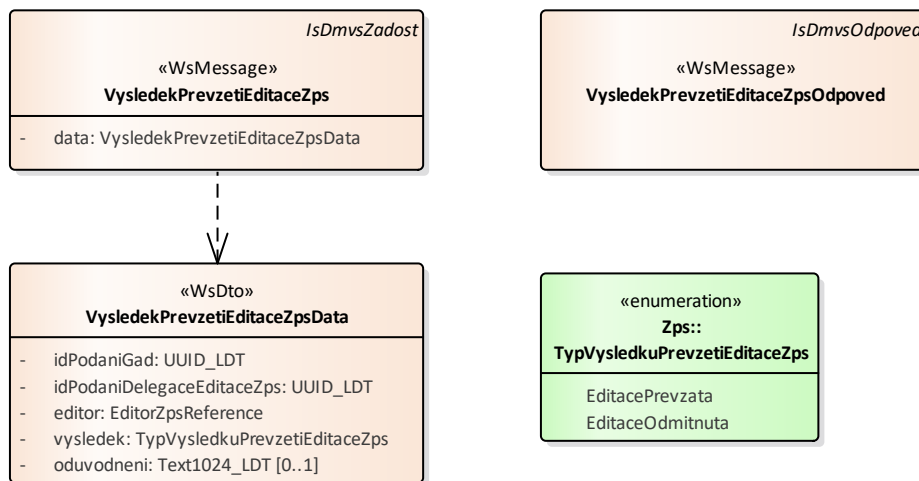 IsDmvsZadost
«WsMessage»
VysledekPrevzetiEditaceZps
- data: VysledekPrevzetiEditaceZpsData
IsDmvsOdpoved
«WsMessage»
VysledekPrevzetiEditaceZpsOdpoved
«WsDto»
VysledekPrevzetiEditaceZpsData
- idPodaniGad: UUID_LDT
- idPodaniDelegaceEditaceZps: UUID_LDT
- editor: EditorZpsReference
- vysledek: TypVysledkuPrevzetiEditaceZps
- oduvodneni: Text1024_LDT [0..1]
«enumeration»
Zps::
TypVysledkuPrevzetiEditaceZps
EditacePrevzata
EditaceOdmitnuta